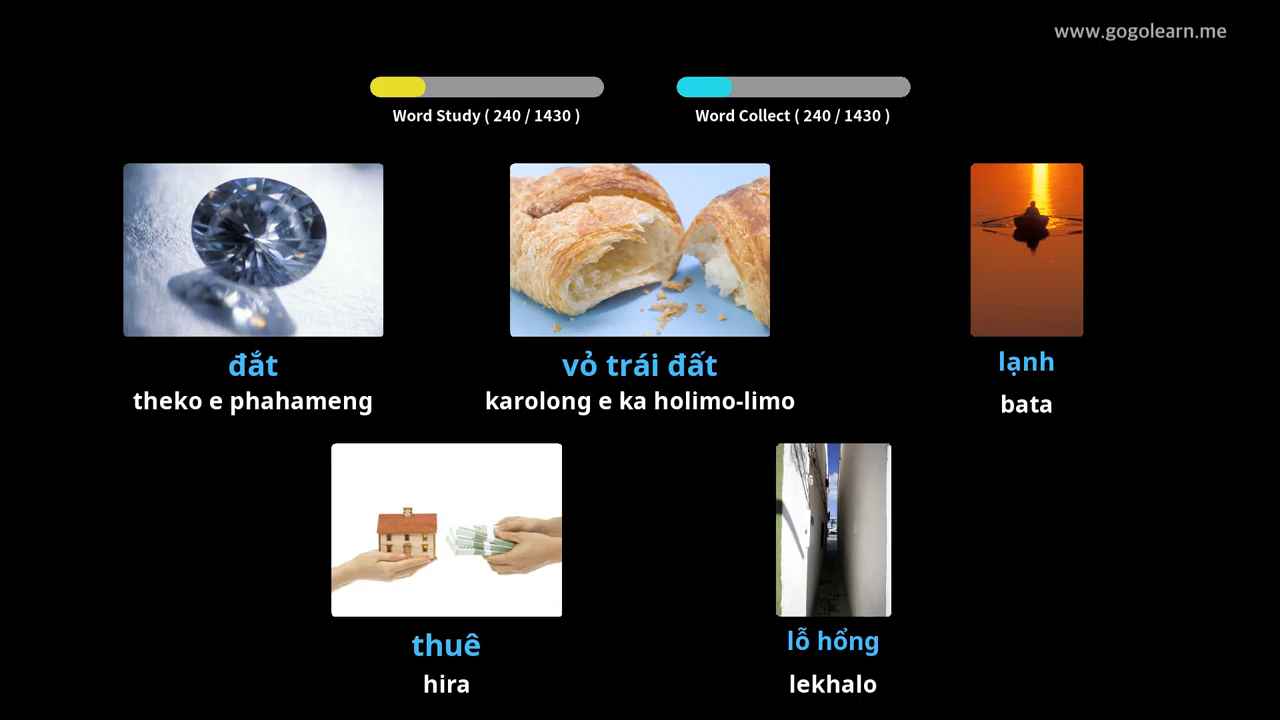 www.gogolearn.me
Word Study ( 240 / 1430 )
Word Collect ( 240 / 1430 )
đắt
theko e phahameng
vỏ trái đất
karolong e ka holimo-limo
lạnh
bata
thuê
hira
lỗ hổng
lekhalo